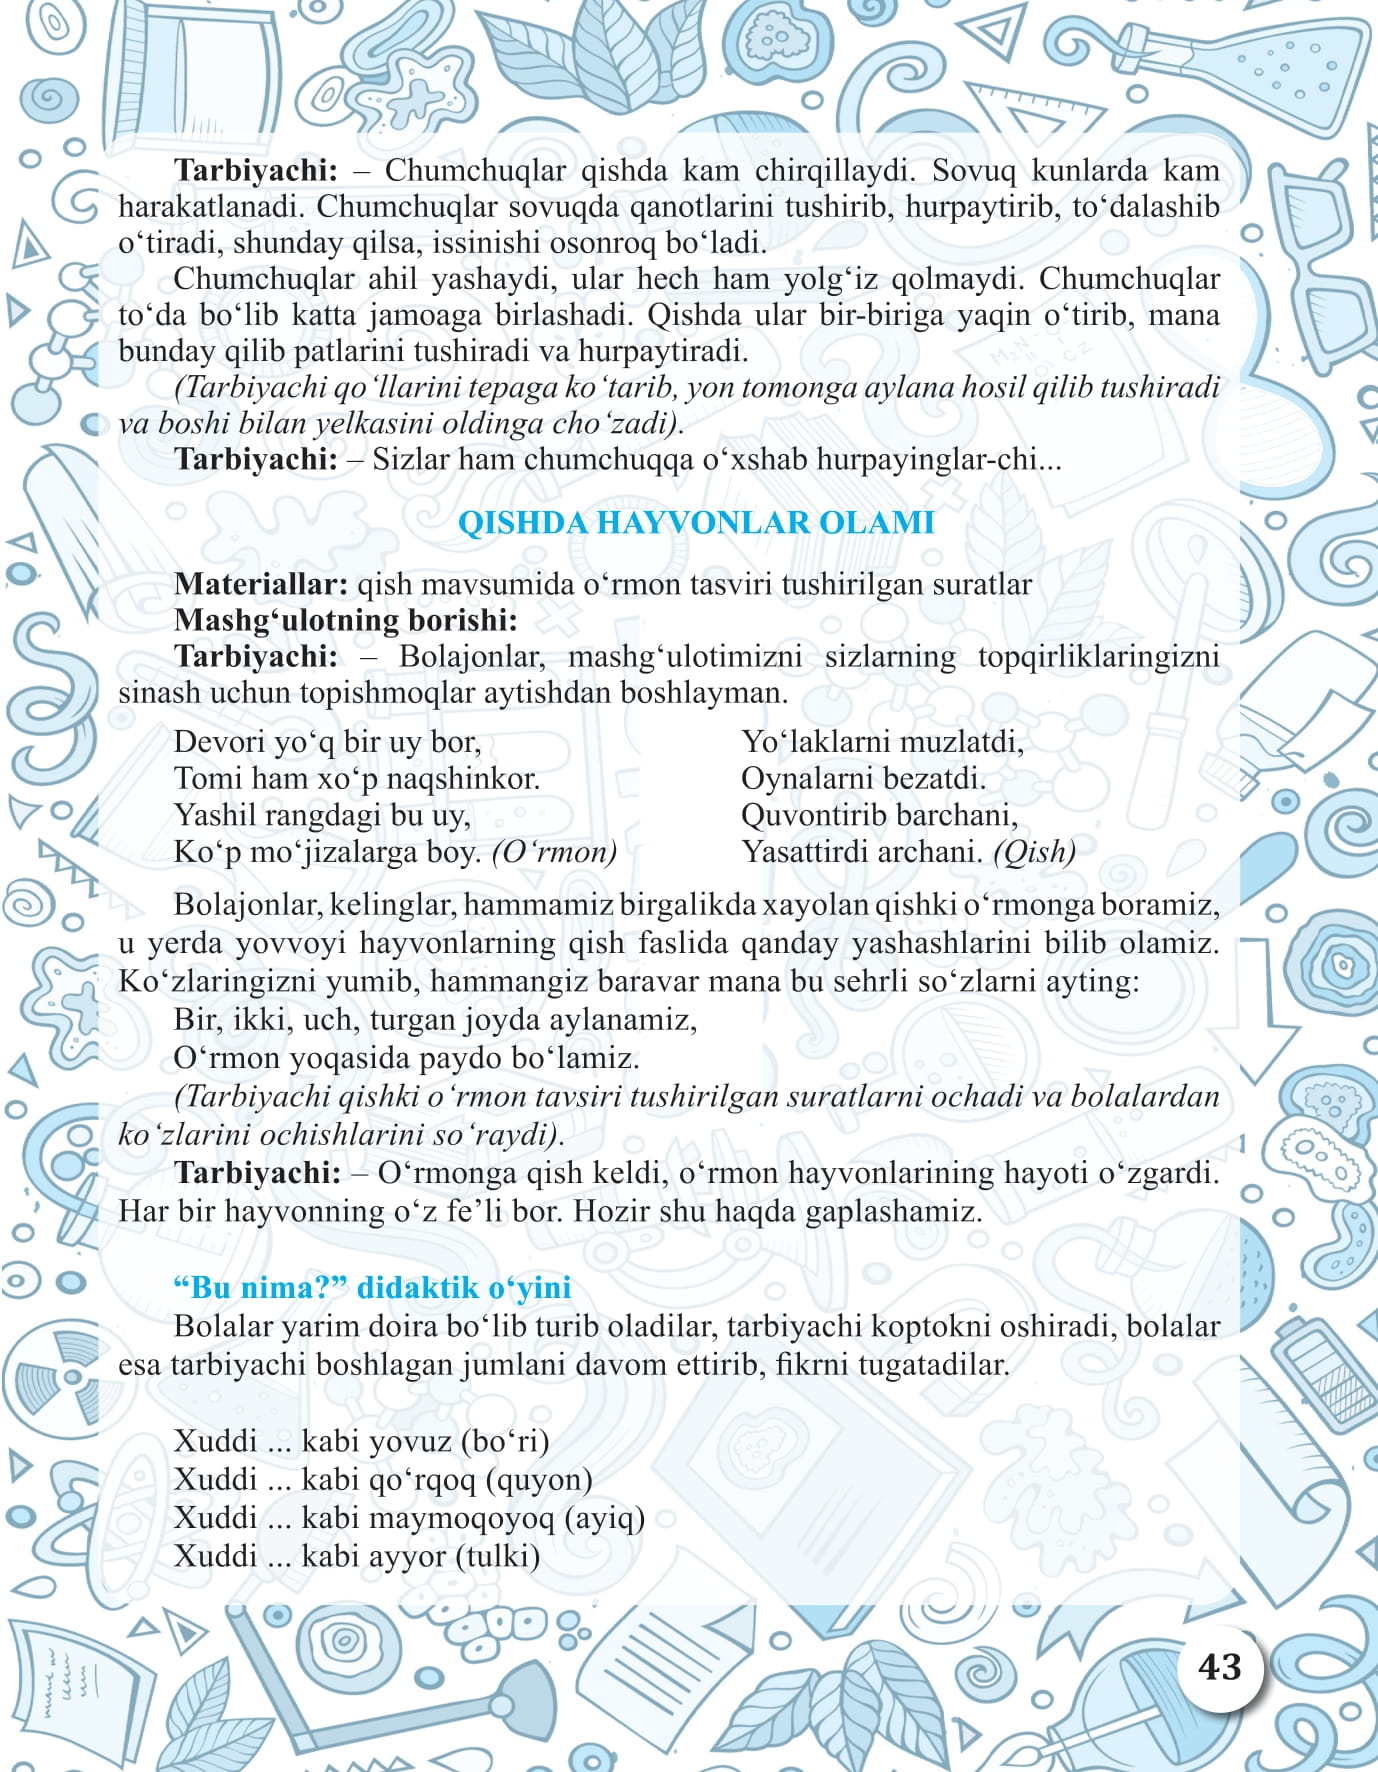 Tarbiyachi: – Chumchuqlar qishda kam chirqillaydi. Sovuq kunlarda kam
harakatlanadi. Chumchuqlar sovuqda qanotlarini tushirib, hurpaytirib, to‘dalashib
o‘tiradi, shunday qilsa, issinishi osonroq bo‘ladi.
Chumchuqlar ahil yashaydi, ular hech ham yolg‘iz qolmaydi. Chumchuqlar
to‘da bo‘lib katta jamoaga birlashadi. Qishda ular bir-biriga yaqin o‘tirib, mana
bunday qilib patlarini tushiradi va hurpaytiradi.
(Tarbiyachi qo‘llarini tepaga ko‘tarib, yon tomonga aylana hosil qilib tushiradi
va boshi bilan yelkasini oldinga cho‘zadi).
Tarbiyachi: – Sizlar ham chumchuqqa o‘xshab hurpayinglar-chi...
QISHDA HAYVONLAR OLAMI
Materiallar: qish mavsumida o‘rmon tasviri tushirilgan suratlar
Mashg‘ulotning borishi:
Tarbiyachi: – Bolajonlar, mashg‘ulotimizni sizlarning topqirliklaringizni
sinash uchun topishmoqlar aytishdan boshlayman.
Devori yo‘q bir uy bor,
Tomi ham xo‘p naqshinkor.
Yashil rangdagi bu uy,
Ko‘p mo‘jizalarga boy. (O‘rmon)
Yo‘laklarni muzlatdi,
Oynalarni bezatdi.
Quvontirib barchani,
Yasattirdi archani. (Qish)
Bolajonlar, kelinglar, hammamiz birgalikda xayolan qishki o‘rmonga boramiz,
u yerda yovvoyi hayvonlarning qish faslida qanday yashashlarini bilib olamiz.
Ko‘zlaringizni yumib, hammangiz baravar mana bu sehrli so‘zlarni ayting:
Bir, ikki, uch, turgan joyda aylanamiz,
O‘rmon yoqasida paydo bo‘lamiz.
(Tarbiyachi qishki o‘rmon tavsiri tushirilgan suratlarni ochadi va bolalardan
ko‘zlarini ochishlarini so‘raydi).
Tarbiyachi: – O‘rmonga qish keldi, o‘rmon hayvonlarining hayoti o‘zgardi.
Har bir hayvonning o‘z fe’li bor. Hozir shu haqda gaplashamiz.
“Bu nima?” didaktik o‘yini
Bolalar yarim doira bo‘lib turib oladilar, tarbiyachi koptokni oshiradi, bolalar
esa tarbiyachi boshlagan jumlani davom ettirib, fikrni tugatadilar.
Xuddi ... kabi yovuz (bo‘ri)
Xuddi ... kabi qo‘rqoq (quyon)
Xuddi ... kabi maymoqoyoq (ayiq)
Xuddi ... kabi ayyor (tulki)
43